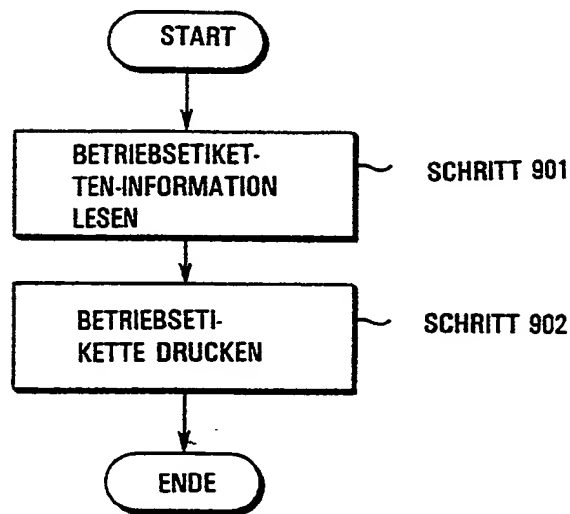 START
BETRIEBSETIKET-
TEN-INFORMATION
LESEN
SCHRITT 901
BETRIEBSETI-
KETTE DRUCKEN
SCHRITT 902
ENDE